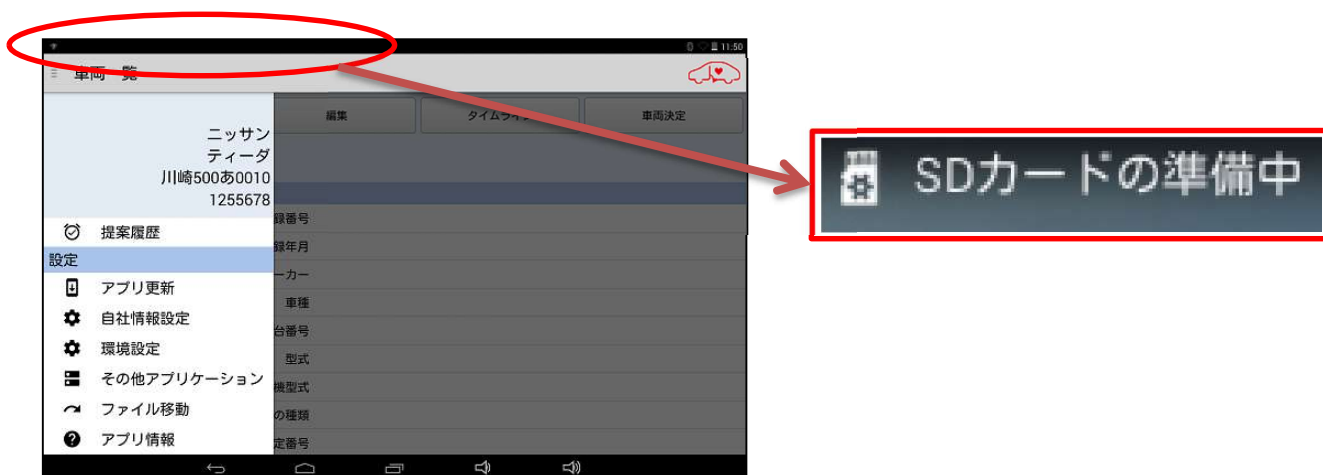 11:50
車両一覧
編集
タイムライン
車両決定
ニッサン
ティーダ
川崎500あ0010
1255678
提案履歴
設定
アプリ更新
自社情報設定
環境設定
その他アプリケーション
ファイル移動
アプリ情報
録番号
録年月
ーカー
車種
台番号
型式
機型式
の種類
定番号
SDカードの準備中